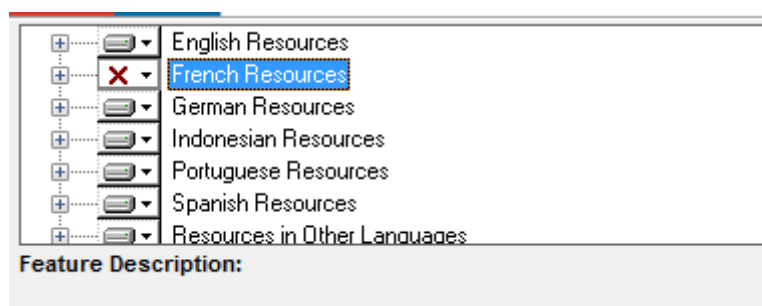 English Resources
French Resources
German Resources
Indonesian Resources
Portuguese Resources
Spanish Resources
Resources in Other Languages
Feature Description: